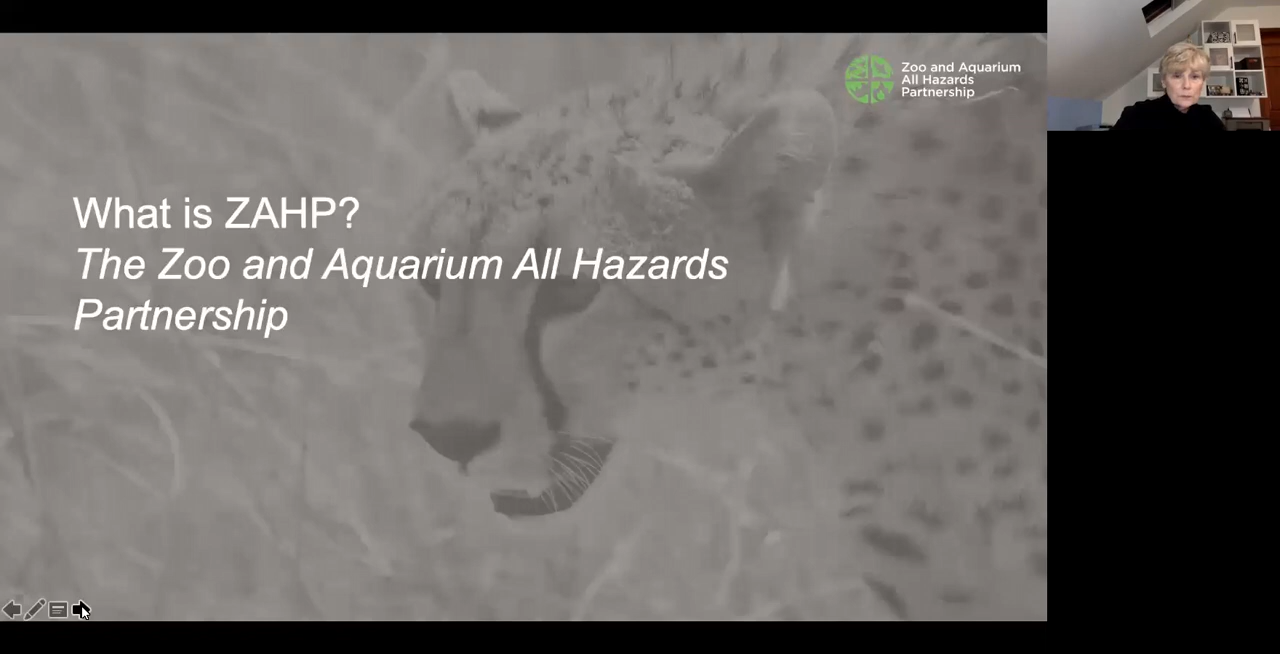 Zoo and Aquarium
All Hazards
Partnership
What is ZAHP?
The Zoo and Aquarium All Hazards
Partnership